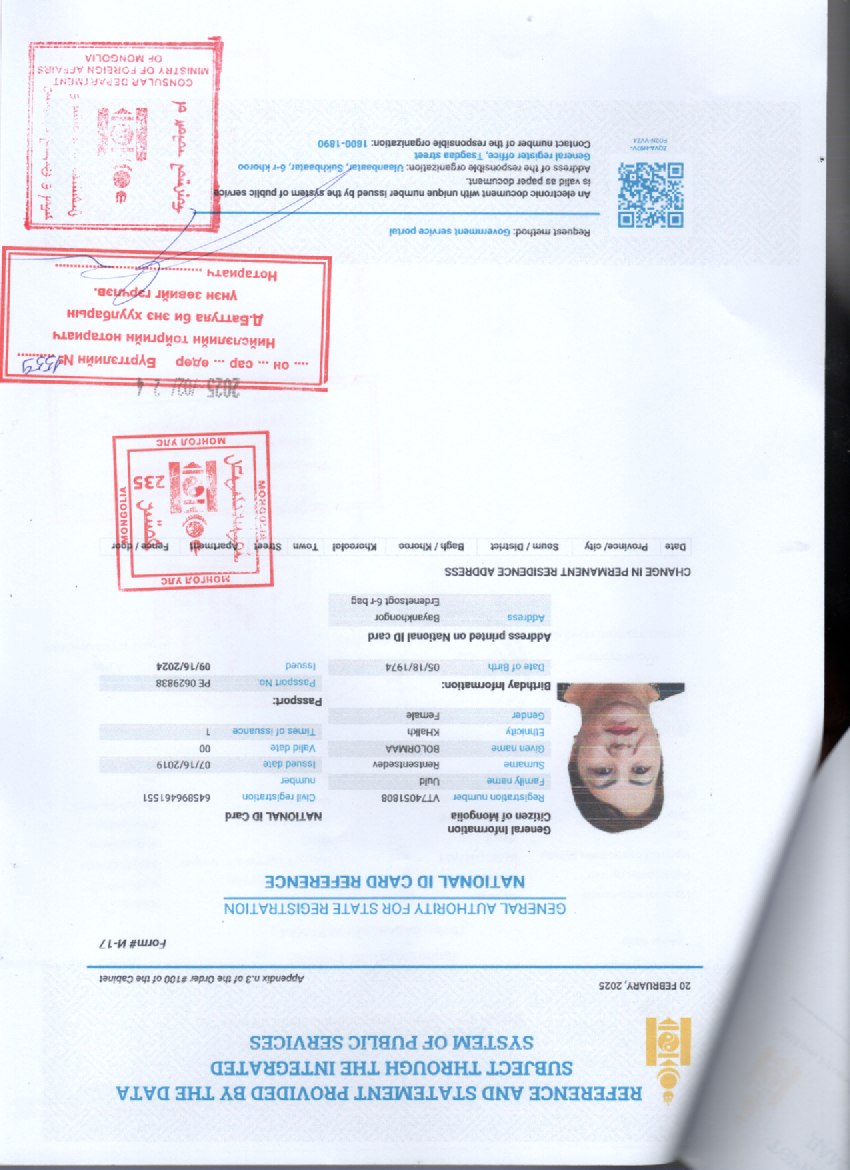 REFERENCE AND STATEMENT PROVIDED BY THE DATA
SUBJECT THROUGH THE INTEGRATED
SYSTEM OF PUBLIC SERVICES
20 FEBRUARY, 2025
Appendix n.3 of the Order #100 of the Cabinet
Form# И-17
GENERAL AUTHORITY FOR STATE REGISTRATION
NATIONAL ID CARD REFERENCE
General Information
Citizen of Mongolia
Registration number VT74051808
Family name Uuld
Surname Rentsentsedev
Given name BOLORMAA
Ethnicity KHalkh
Gender Female
Birthday Information:
Date of Birth 05/18/1974
Address printed on National ID card
Address Bayankhongor
Erdenetsogt 6-r bag
NATIONAL ID Card
Civil registration 645896461551
number
Issued date 07/16/2019
Valid date 00
Times of issuance 1
Passport:
Passport No. PE 0629838
Issued 09/16/2024
CHANGE IN PERMANENT RESIDENCE ADDRESS
Date Province/ city Soum / District Bagh / Khoroo Khoroolol Town Street Apartment Fence / door
МОНГОЛ УЛС
MONGOLIA
235
MONGOLIA
МОНГОЛ УЛС
2025 /02/ 24
.... он ... сар ... өдөр Бүртгэлийн № 1559
Нийслэлийн тойргийн нотариатч
Д.Баттула би энэ хуулбарын
үнэн зөвийг гэрчлэв.
Нотариатч
Request method: Government service portal
An electronic document with unique number issued by the system of public service
is valid as paper document.
Address of the responsible organization: Ulaanbaatar, Sukhbaatar, 6-r khoroo
General register office, Tsagdaa street
Contact number of the responsible organization: 1800-1890
CONSULAR DEPARTMENT
MINISTRY OF FOREIGN AFFAIRS
OF MONGOLIA